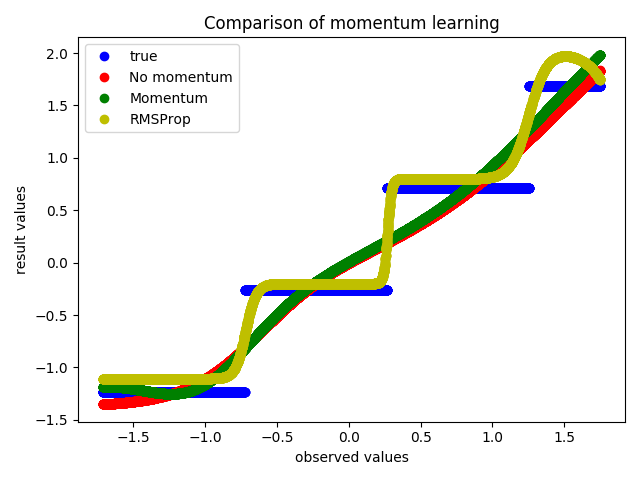 Comparison of momentum learning
true
No momentum
Momentum
RMSProp
result values
2.0
1.5
1.0
0.5
0.0
−0.5
−1.0
−1.5
−1.5
−1.0
−0.5
0.0
0.5
1.0
1.5
observed values